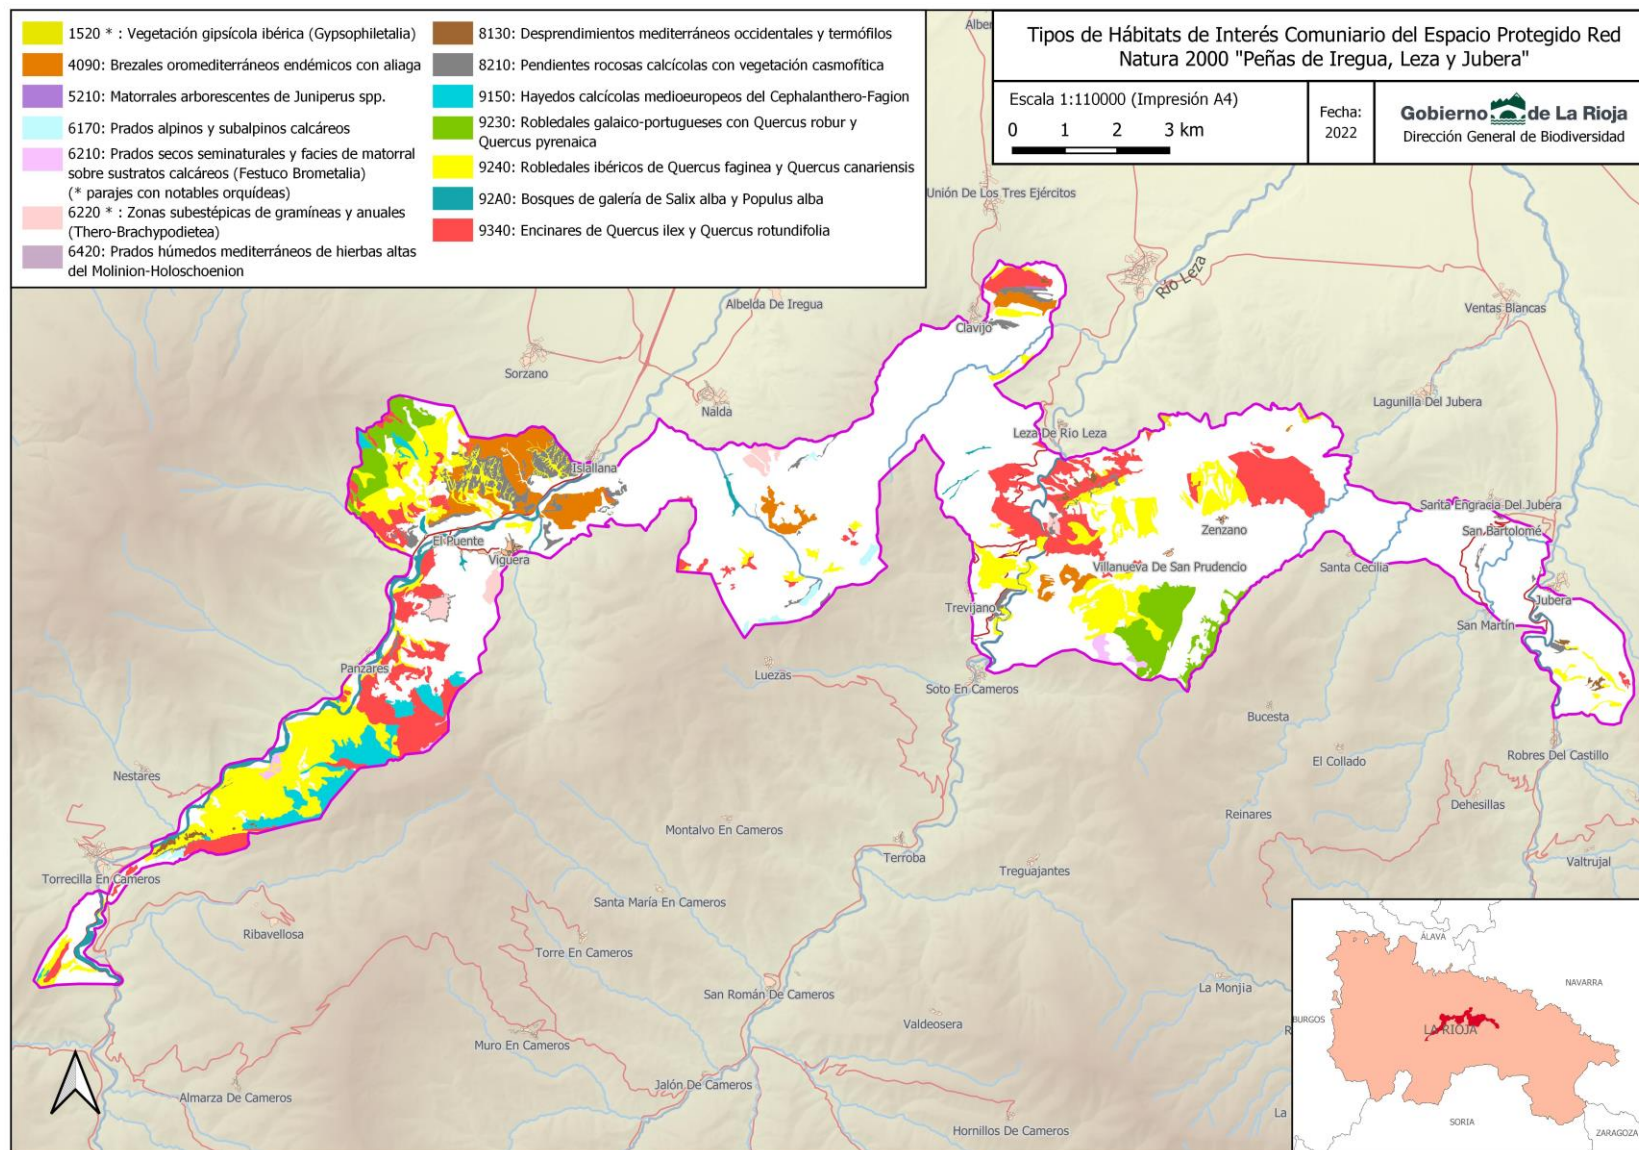 1520 * : Vegetación gipsícola ibérica (Gypsophiletalia)
4090: Brezales oromediterráneos endémicos con aliaga
5210: Matorrales arborescentes de Juniperus spp.
6170: Prados alpinos y subalpinos calcáreos
6210: Prados secos seminaturales y facies de matorral
sobre sustratos calcáreos (Festuco Brometalia)
(* parajes con notables orquídeas)
6220 * : Zonas subestépicas de gramíneas y anuales
(Thero-Brachypodietea)
6420: Prados húmedos mediterráneos de hierbas altas
del Molinion-Holoschoenion
8130: Desprendimientos mediterráneos occidentales y termófilos
8210: Pendientes rocosas calcícolas con vegetación casmofítica
9150: Hayedos calcícolas medioeuropeos del Cephalanthero-Fagion
9230: Robledales galaico-portugueses con Quercus robur y
Quercus pyrenaica
9240: Robledales ibéricos de Quercus faginea y Quercus canariensis
92A0: Bosques de galería de Salix alba y Populus alba
9340: Encinares de Quercus ilex y Quercus rotundifolia
Tipos de Hábitats de Interés Comuniario del Espacio Protegido Red
Natura 2000 "Peñas de Iregua, Leza y Jubera"
Escala 1:110000 (Impresión A4)
0 1 2 3 km
Fecha:
2022
Gobierno de La Rioja
Dirección General de Biodiversidad
Unión De Los Tres Ejércitos
Río Leza
Albelda De Iregua
Ventas Blancas
Clavijo
Sorzano
Nalda
Lagunilla Del Jubera
Leza De Río Leza
Islallana
Santa Engracia Del Jubera
San Bartolomé
Zenzano
El Puente
Viguera
Villanueva De San Prudencio
Santa Cecilia
Trevijano
Jubera
San Martín
Panzares
Luezas
Soto En Cameros
Bucesta
Robres Del Castillo
El Collado
Nestares
Dehesillas
Reinares
Montalvo En Cameros
Terroba
Valtrujal
Treguajantes
Torrecilla En Cameros
Santa María En Cameros
Ribavellosa
Torre En Cameros
San Román De Cameros
La Monjia
Valdeosera
Muro En Cameros
Jalón De Cameros
Almarza De Cameros
Hornillos De Cameros
La
ÁLAVA
NAVARRA
BURGOS
LA RIOJA
SORIA
ZARAGOZA